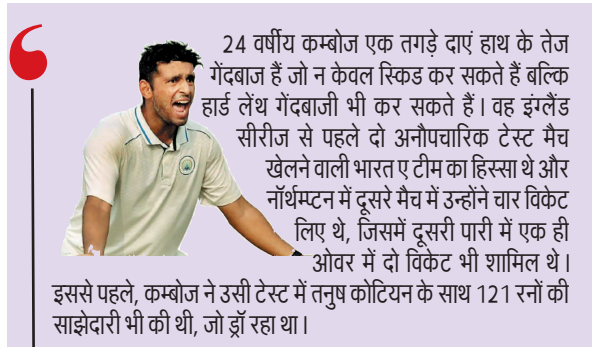 24 वर्षीय कम्बोज एक तगड़े दाएं हाथ के तेज
गेंदबाज हैं जो न केवल स्किड कर सकते हैं बल्कि
हार्ड लेंथ गेंदबाजी भी कर सकते हैं। वह इंग्लैंड
सीरीज से पहले दो अनौपचारिक टेस्ट मैच
खेलने वाली भारत ए टीम का हिस्सा थे और
नॉर्थम्प्टन में दूसरे मैच में उन्होंने चार विकेट
लिए थे, जिसमें दूसरी पारी में एक ही
ओवर में दो विकेट भी शामिल थे।
इससे पहले, कम्बोज ने उसी टेस्ट में तनुष कोटियन के साथ 121 रनों की
साझेदारी भी की थी, जो ड्रॉ रहा था।